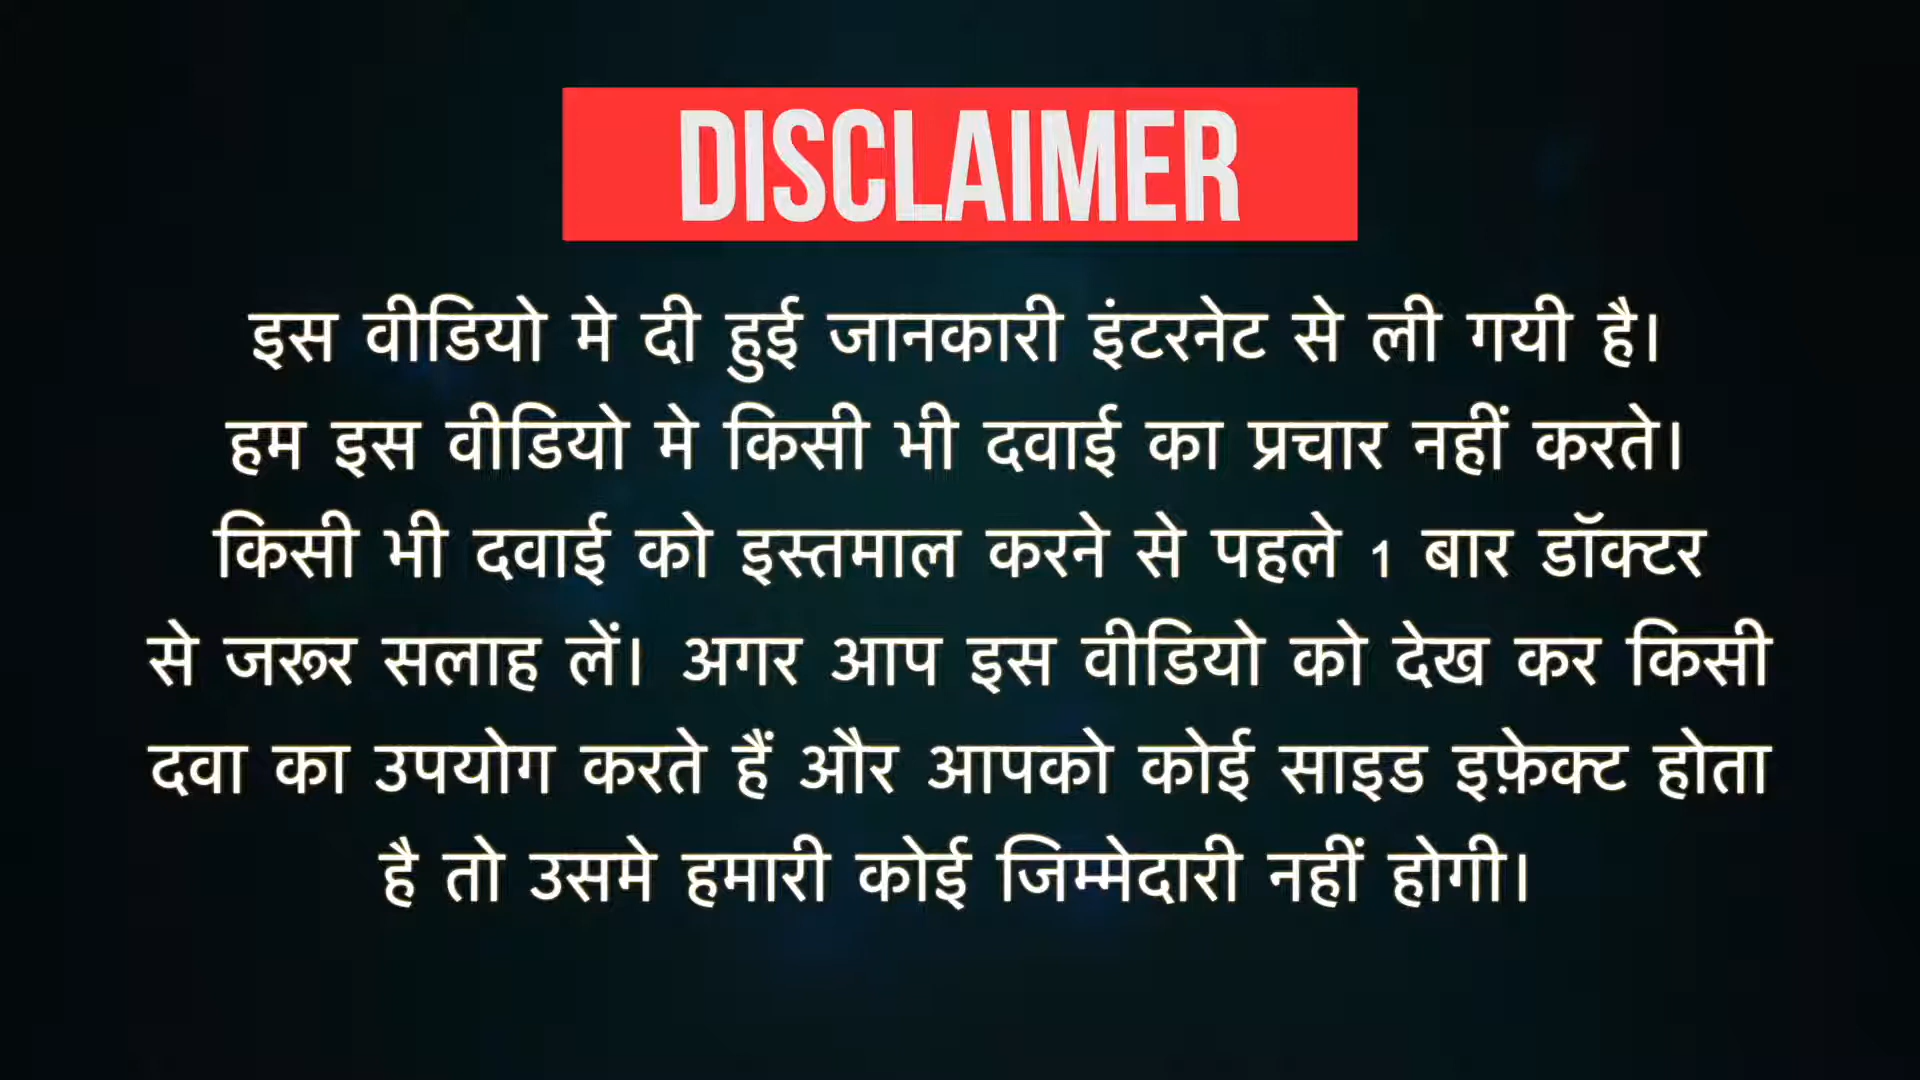 DISCLAIMER
इस वीडियो मे दी हुई जानकारी इंटरनेट से ली गयी है।
हम इस वीडियो मे किसी भी दवाई का प्रचार नहीं करते।
किसी भी दवाई को इस्तमाल करने से पहले 1 बार डॉक्टर
से जरूर सलाह लें। अगर आप इस वीडियो को देख कर किसी
दवा का उपयोग करते हैं और आपको कोई साइड इफ़ेक्ट होता
है तो उसमे हमारी कोई जिम्मेदारी नहीं होगी।